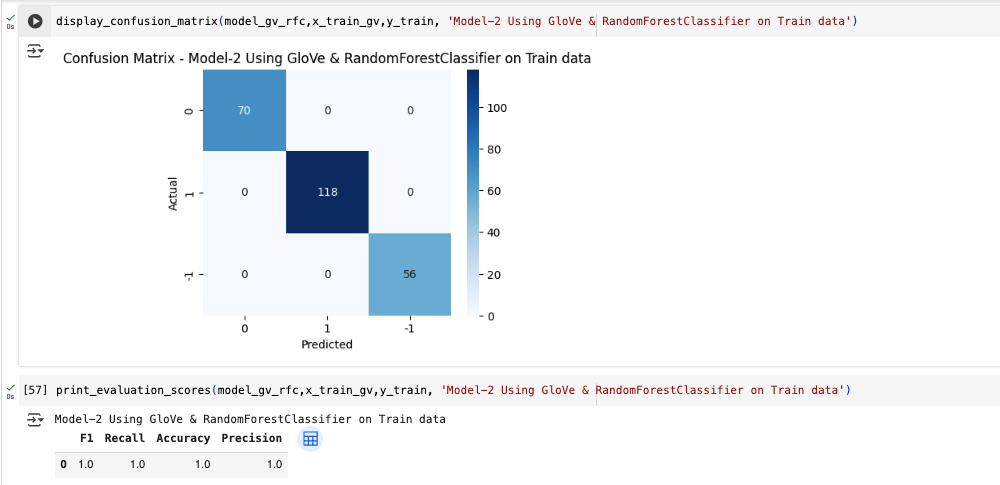 0s
display_confusion_matrix(model_gv_rfc,x_train_gv,y_train, 'Model-2 Using GloVe & RandomForestClassifier on Train data')
Confusion Matrix - Model-2 Using GloVe & RandomForestClassifier on Train data
0 70 0 0 100
80
Actual 1 0 118 0 60
40
-1 0 0 56 20
0
0 1 -1
Predicted
0s
[57] print_evaluation_scores(model_gv_rfc,x_train_gv,y_train, 'Model-2 Using GloVe & RandomForestClassifier on Train data')
Model-2 Using GloVe & RandomForestClassifier on Train data
F1 Recall Accuracy Precision
0 1.0 1.0 1.0 1.0